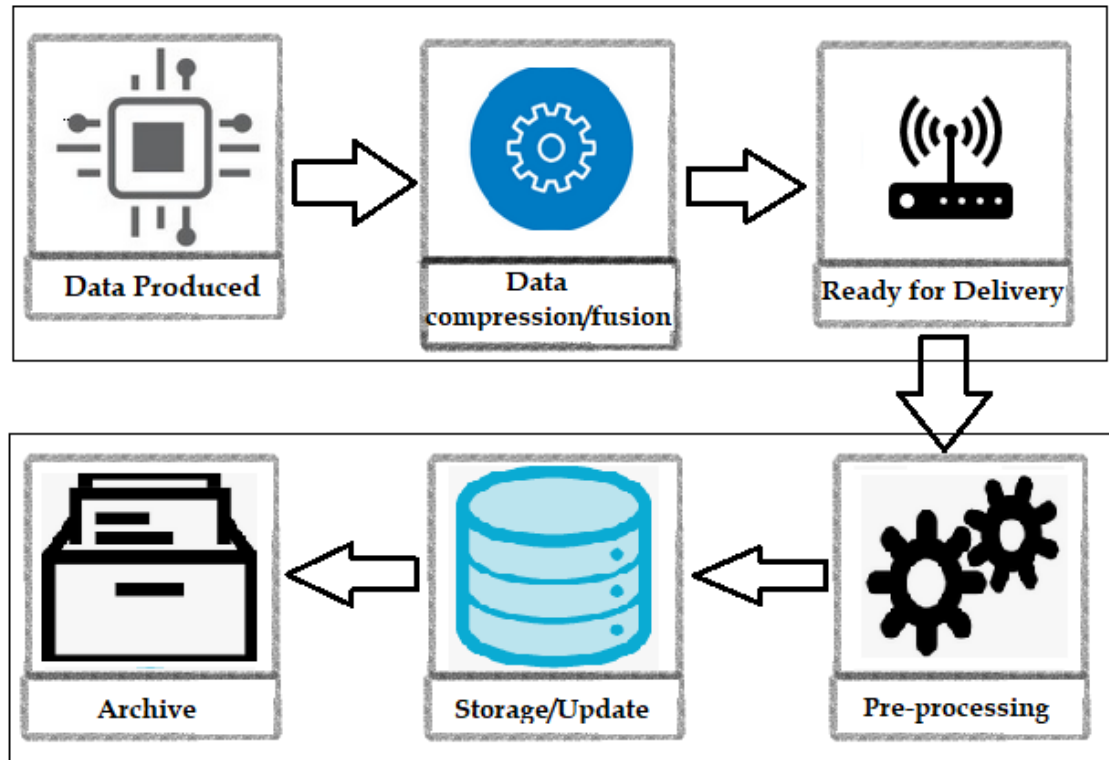 Data Produced
Data
compression/fusion
Ready for Delivery
Archive
Storage/Update
Pre-processing